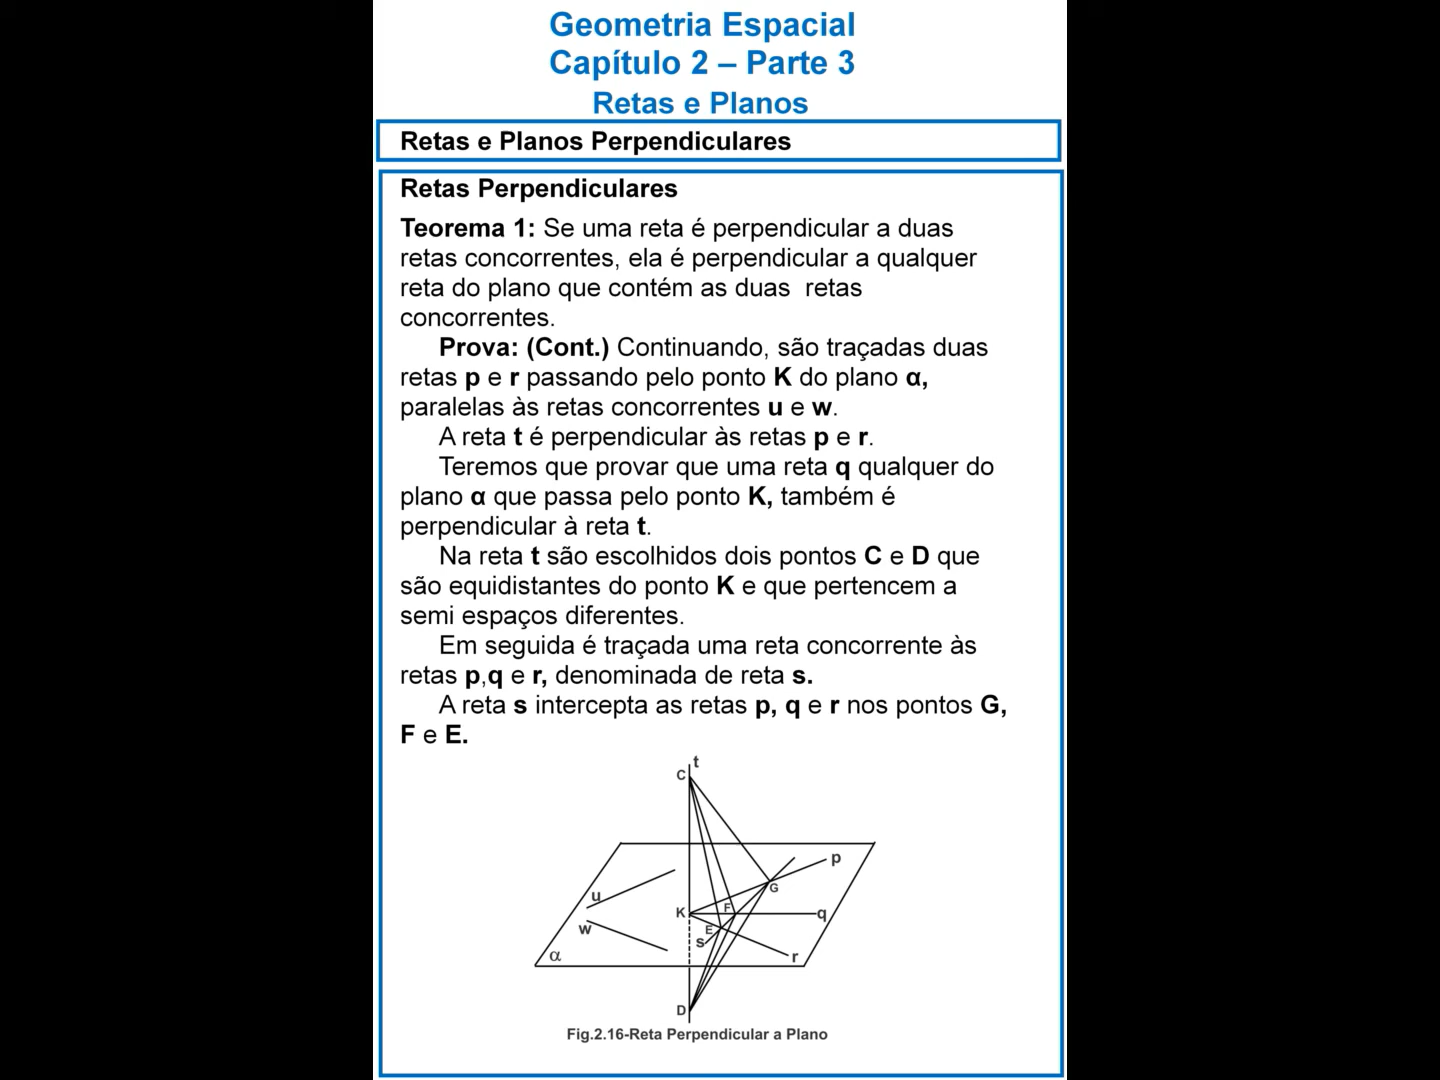 Geometria Espacial
Capítulo 2 – Parte 3
Retas e Planos
Retas e Planos Perpendiculares
Retas Perpendiculares
Teorema 1: Se uma reta é perpendicular a duas
retas concorrentes, ela é perpendicular a qualquer
reta do plano que contém as duas retas
concorrentes.
Prova: (Cont.) Continuando, são traçadas duas
retas p e r passando pelo ponto K do plano α,
paralelas às retas concorrentes u e w.
A reta t é perpendicular às retas p e r.
Teremos que provar que uma reta q qualquer do
plano α que passa pelo ponto K, também é
perpendicular à reta t.
Na reta t são escolhidos dois pontos C e D que
são equidistantes do ponto K e que pertencem a
semi espaços diferentes.
Em seguida é traçada uma reta concorrente às
retas p,q e r, denominada de reta s.
A reta s intercepta as retas p, q e r nos pontos G,
F e E.
t
C
p
G
u
K
F
q
w
E
s
r
α
D
Fig.2.16-Reta Perpendicular a Plano